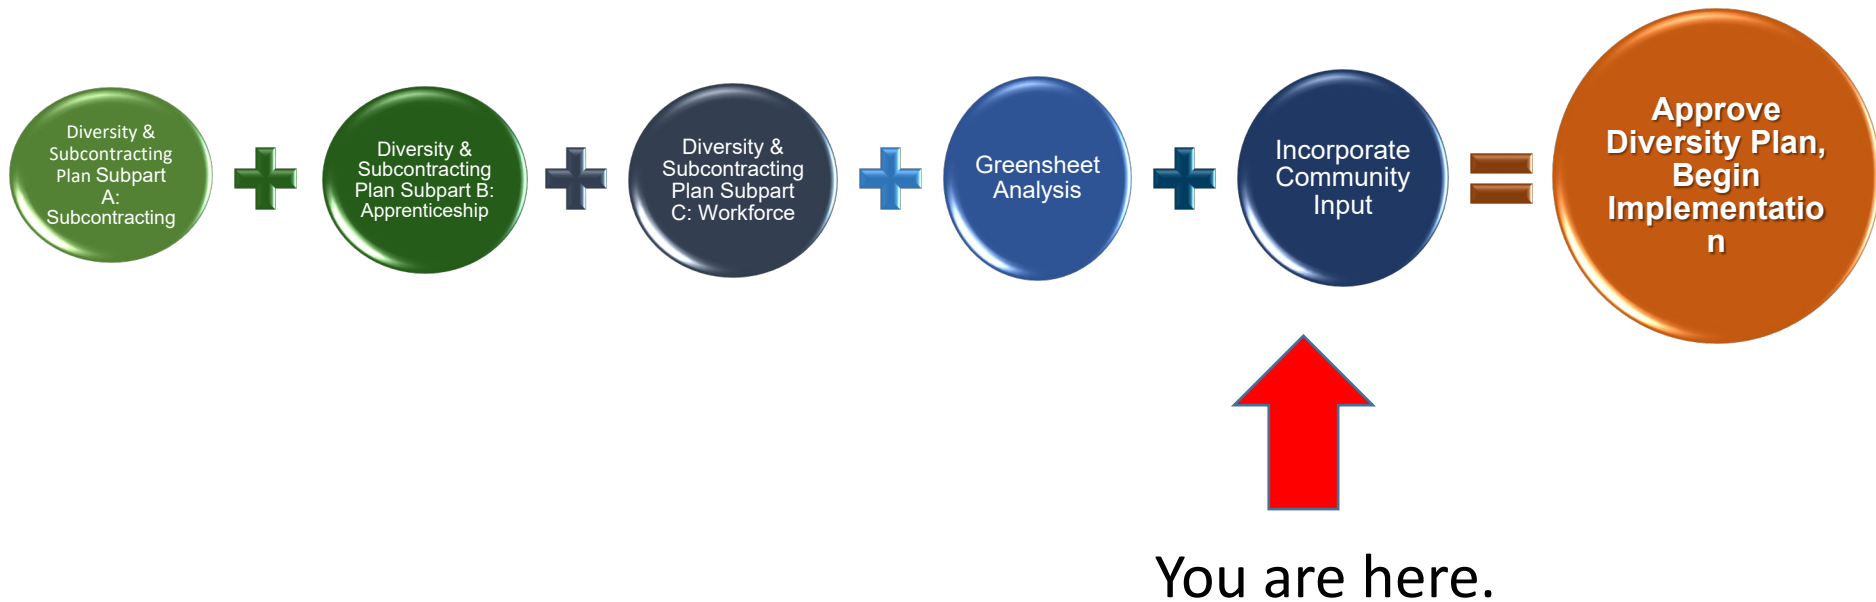 Diversity &
Subcontracting
Plan Subpart
A:
Subcontracting
Diversity &
Subcontracting
Plan Subpart B:
Apprenticeship
Diversity &
Subcontracting
Plan Subpart
C: Workforce
Greensheet
Analysis
Incorporate
Community
Input
Approve
Diversity Plan,
Begin
Implementatio
n
You are here.